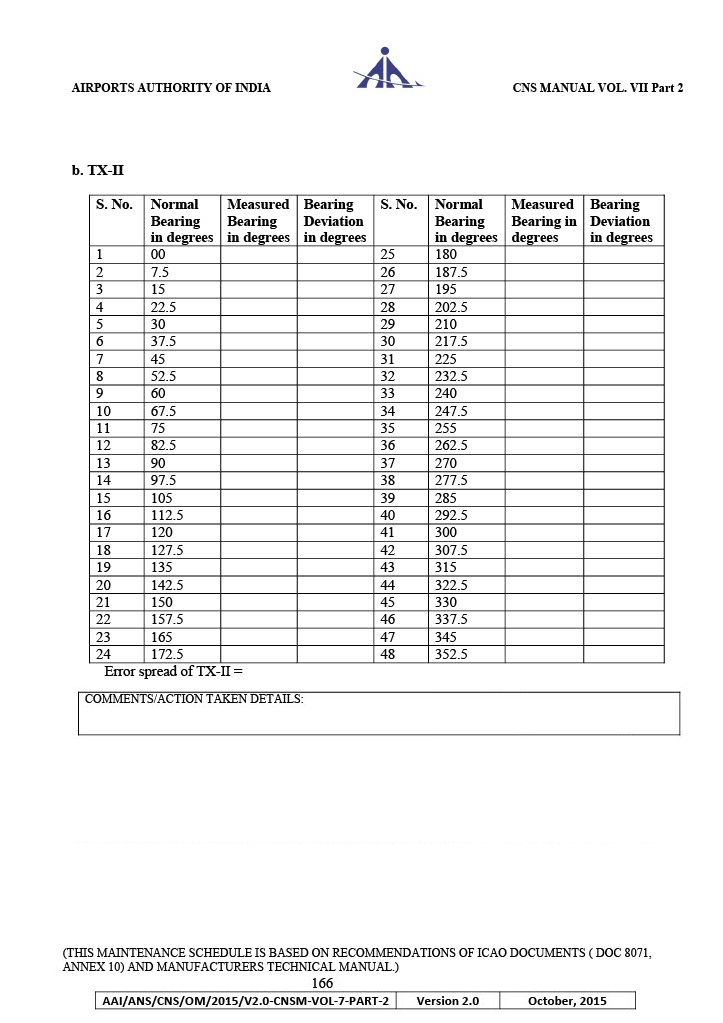 AIRPORTS AUTHORITY OF INDIA CNS MANUAL VOL. VII Part 2
b. TX-II
S. No. Normal Bearing in degrees Measured Bearing in degrees Bearing Deviation in degrees S. No. Normal Bearing in degrees Measured Bearing in degrees Bearing Deviation in degrees
1 00 25 180
2 7.5 26 187.5
3 15 27 195
4 22.5 28 202.5
5 30 29 210
6 37.5 30 217.5
7 45 31 225
8 52.5 32 232.5
9 60 33 240
10 67.5 34 247.5
11 75 35 255
12 82.5 36 262.5
13 90 37 270
14 97.5 38 277.5
15 105 39 285
16 112.5 40 292.5
17 120 41 300
18 127.5 42 307.5
19 135 43 315
20 142.5 44 322.5
21 150 45 330
22 157.5 46 337.5
23 165 47 345
24 172.5 48 352.5
Error spread of TX-II =
COMMENTS/ACTION TAKEN DETAILS:
(THIS MAINTENANCE SCHEDULE IS BASED ON RECOMMENDATIONS OF ICAO DOCUMENTS ( DOC 8071,
ANNEX 10) AND MANUFACTURERS TECHNICAL MANUAL.)
166
AAI/ANS/CNS/OM/2015/V2.0-CNSM-VOL-7-PART-2 Version 2.0 October, 2015